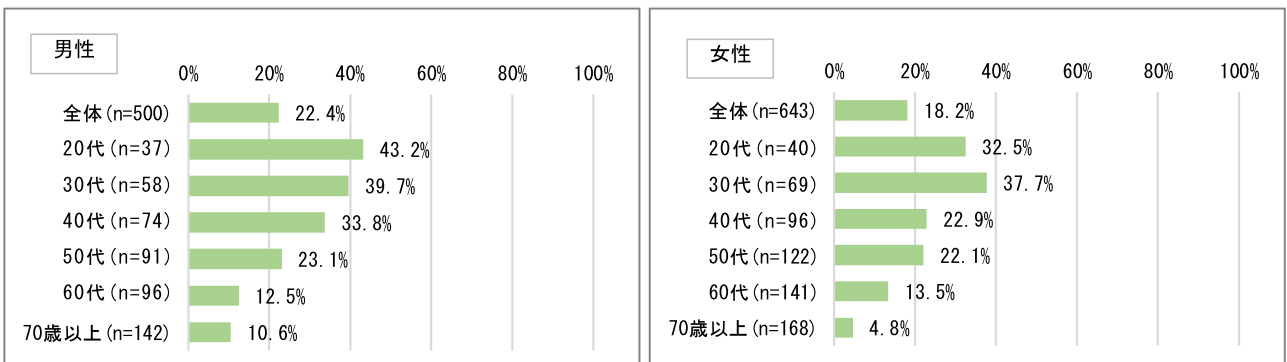 男性
0% 20% 40% 60% 80% 100%
全体(n=500) 22.4%
20代(n=37) 43.2%
30代(n=58) 39.7%
40代(n=74) 33.8%
50代(n=91) 23.1%
60代(n=96) 12.5%
70歳以上(n=142) 10.6%
女性
0% 20% 40% 60% 80% 100%
全体(n=643) 18.2%
20代(n=40) 32.5%
30代(n=69) 37.7%
40代(n=96) 22.9%
50代(n=122) 22.1%
60代(n=141) 13.5%
70歳以上(n=168) 4.8%